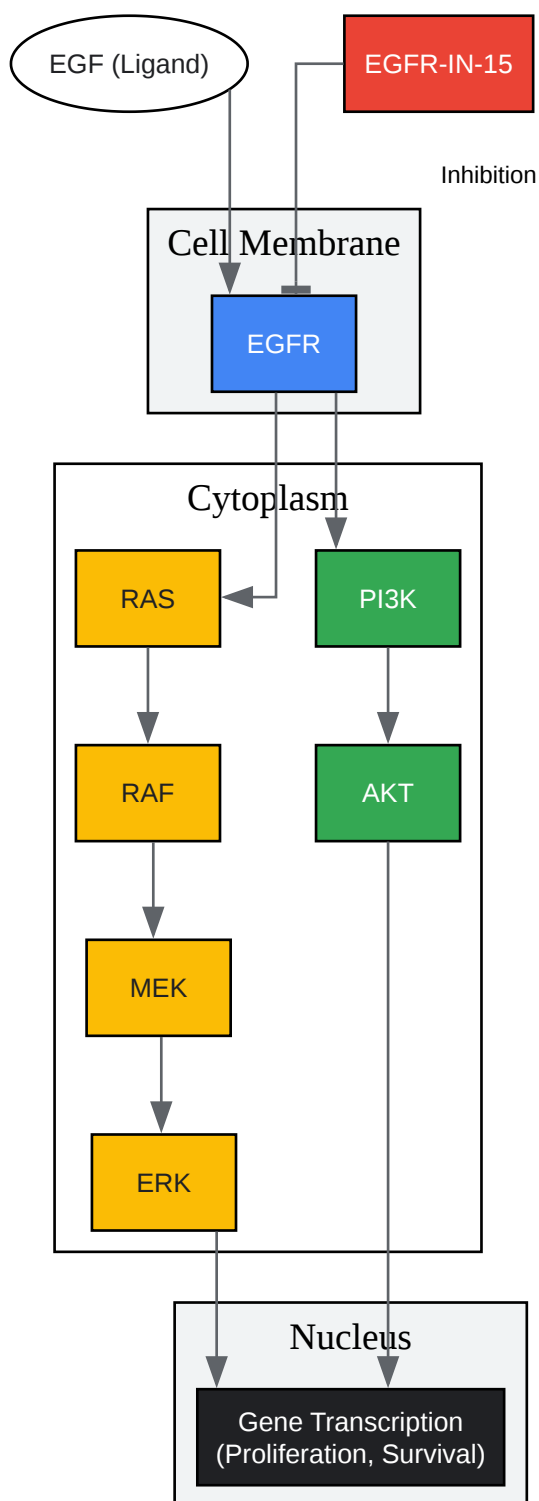 EGF (Ligand)
EGFR-IN-15
Inhibition
Cell Membrane
EGFR
Cytoplasm
RAS
PI3K
RAF
AKT
MEK
ERK
Nucleus
Gene Transcription
(Proliferation, Survival)